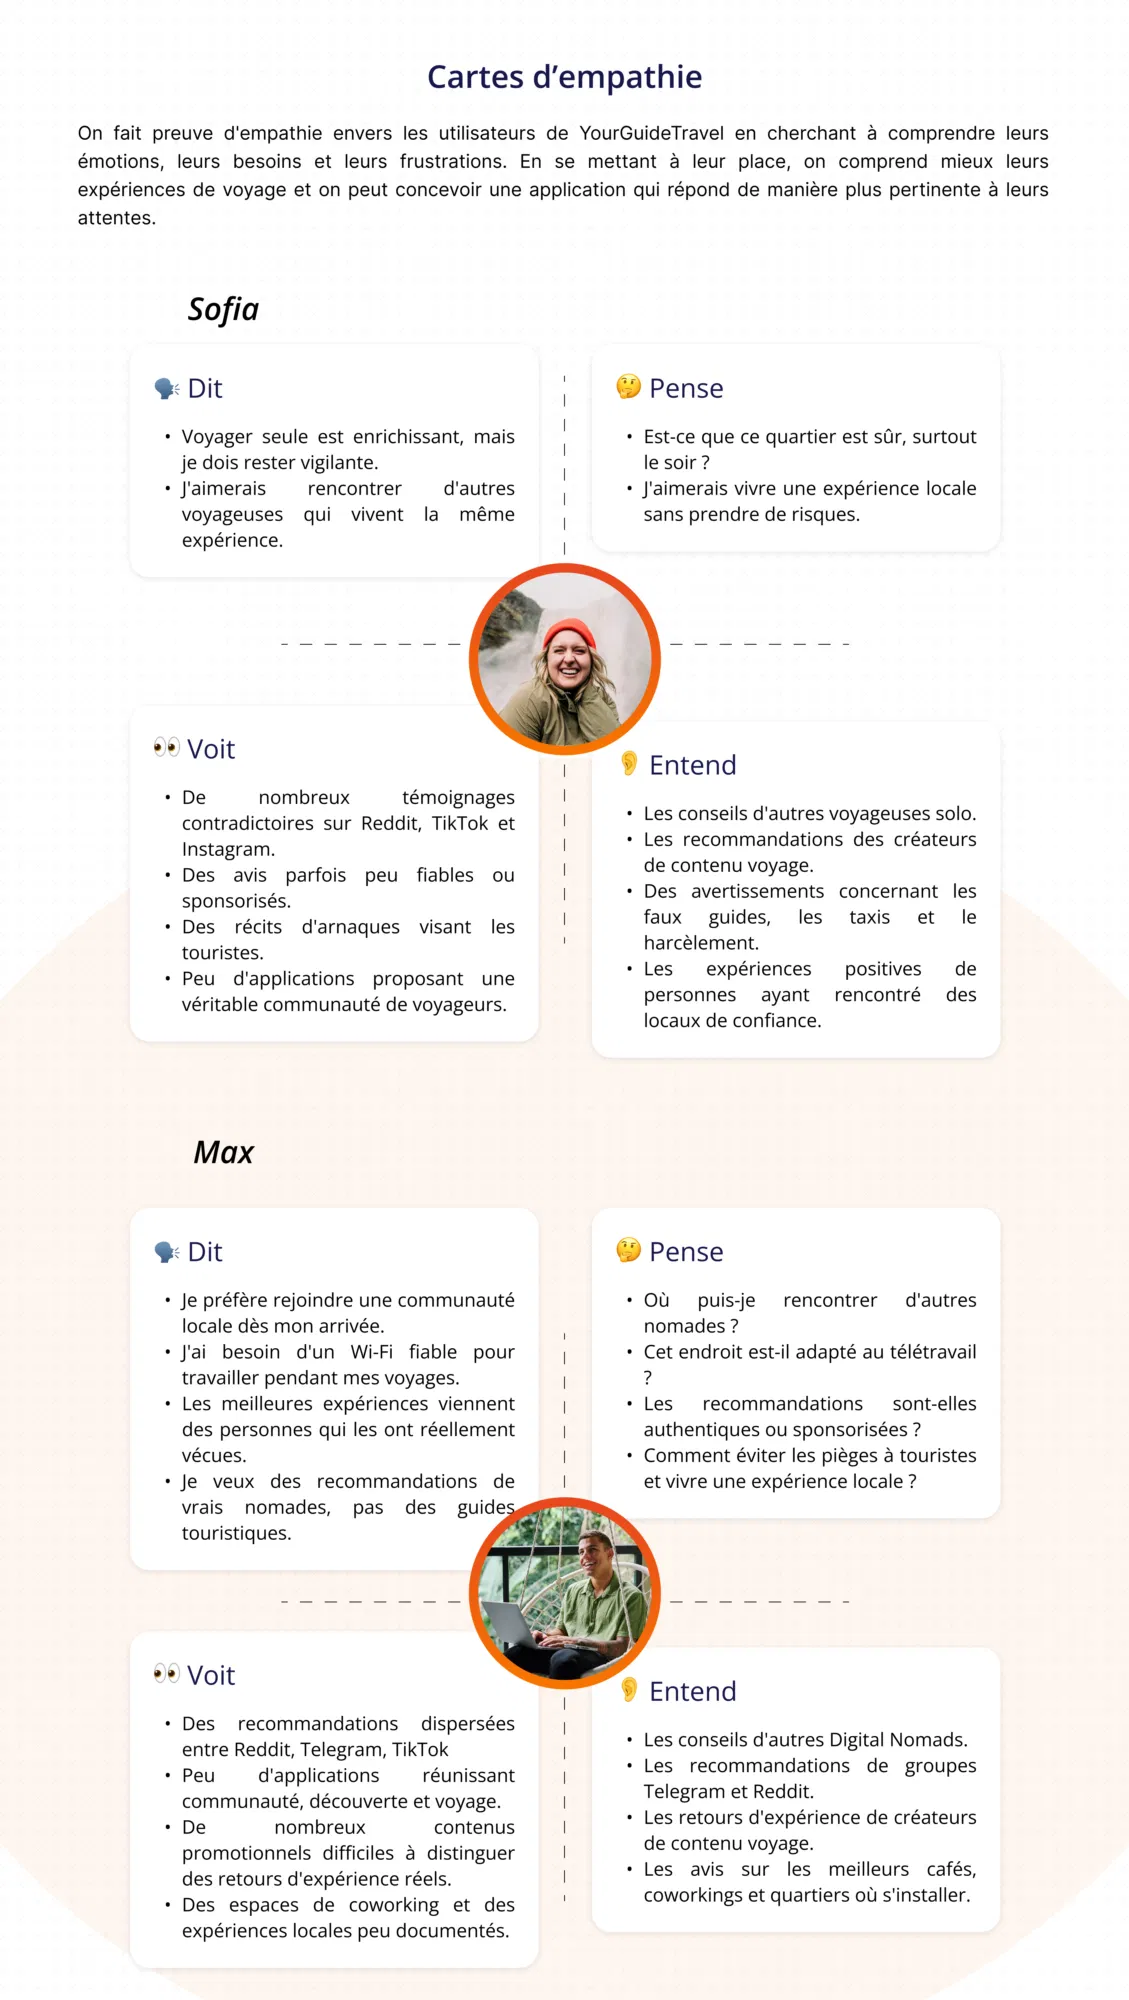 Cartes d’empathie
On fait preuve d'empathie envers les utilisateurs de YourGuideTravel en cherchant à comprendre leurs
émotions, leurs besoins et leurs frustrations. En se mettant à leur place, on comprend mieux leurs
expériences de voyage et on peut concevoir une application qui répond de manière plus pertinente à leurs
attentes.
Sofia
Dit
• Voyager seule est enrichissant, mais
je dois rester vigilante.
• J'aimerais rencontrer d'autres
voyageuses qui vivent la même
expérience.
Pense
• Est-ce que ce quartier est sûr, surtout
le soir ?
• J'aimerais vivre une expérience locale
sans prendre de risques.
Voit
• De nombreux témoignages
contradictoires sur Reddit, TikTok et
Instagram.
• Des avis parfois peu fiables ou
sponsorisés.
• Des récits d'arnaques visant les
touristes.
• Peu d'applications proposant une
véritable communauté de voyageurs.
Entend
• Les conseils d'autres voyageuses solo.
• Les recommandations des créateurs
de contenu voyage.
• Des avertissements concernant les
faux guides, les taxis et le
harcèlement.
• Les expériences positives de
personnes ayant rencontré des
locaux de confiance.
Max
Dit
• Je préfère rejoindre une communauté
locale dès mon arrivée.
• J'ai besoin d'un Wi-Fi fiable pour
travailler pendant mes voyages.
• Les meilleures expériences viennent
des personnes qui les ont réellement
vécues.
• Je veux des recommandations de
vrais nomades, pas des guides
touristiques.
Pense
• Où puis-je rencontrer d'autres
nomades ?
• Cet endroit est-il adapté au télétravail
?
• Les recommandations sont-elles
authentiques ou sponsorisées ?
• Comment éviter les pièges à touristes
et vivre une expérience locale ?
Voit
• Des recommandations dispersées
entre Reddit, Telegram, TikTok
• Peu d'applications réunissant
communauté, découverte et voyage.
• De nombreux contenus
promotionnels difficiles à distinguer
des retours d'expérience réels.
• Des espaces de coworking et des
expériences locales peu documentés.
Entend
• Les conseils d'autres Digital Nomads.
• Les recommandations de groupes
Telegram et Reddit.
• Les retours d'expérience de créateurs
de contenu voyage.
• Les avis sur les meilleurs cafés,
coworkings et quartiers où s'installer.